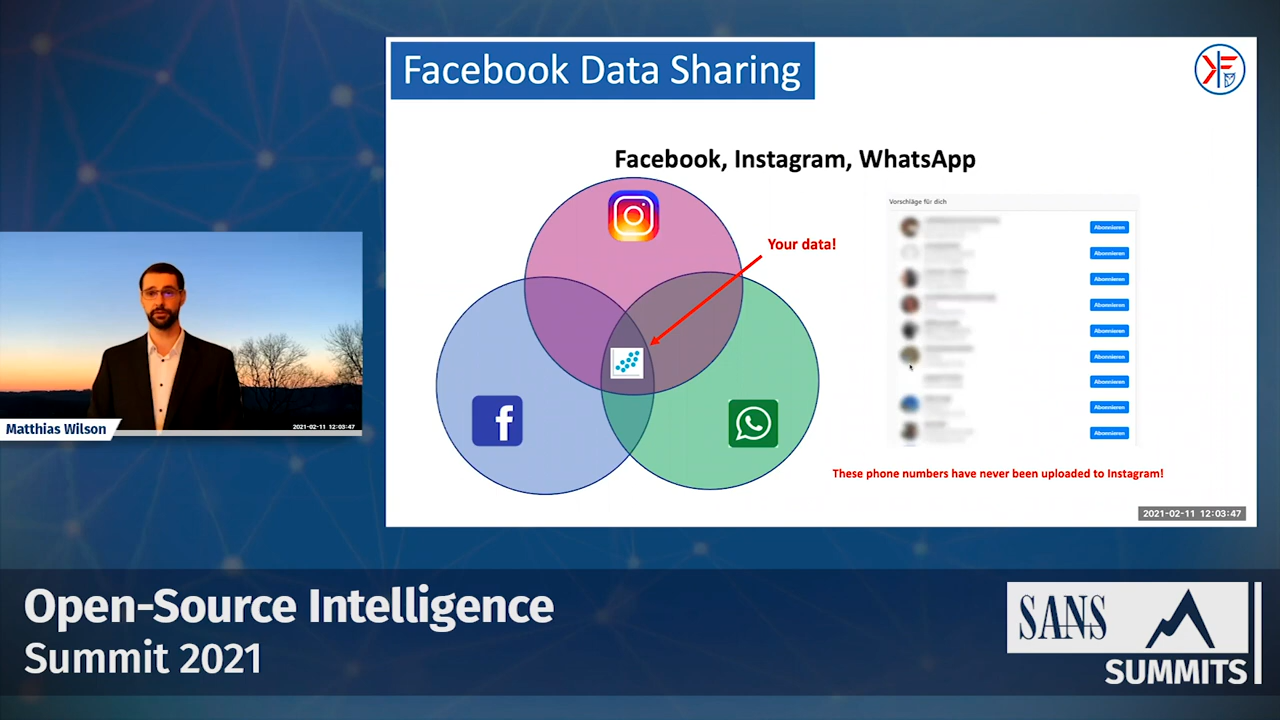 Facebook Data Sharing
Facebook, Instagram, WhatsApp
Your data!
Vorschläge für dich
Abonnieren
Abonnieren
Abonnieren
Abonnieren
Abonnieren
Abonnieren
Abonnieren
Abonnieren
Abonnieren
These phone numbers have never been uploaded to Instagram!
2021-02-11 12:03:47
Matthias Wilson
2021-02-11 12:03:47
Open-Source Intelligence
Summit 2021
SANS
SUMMITS